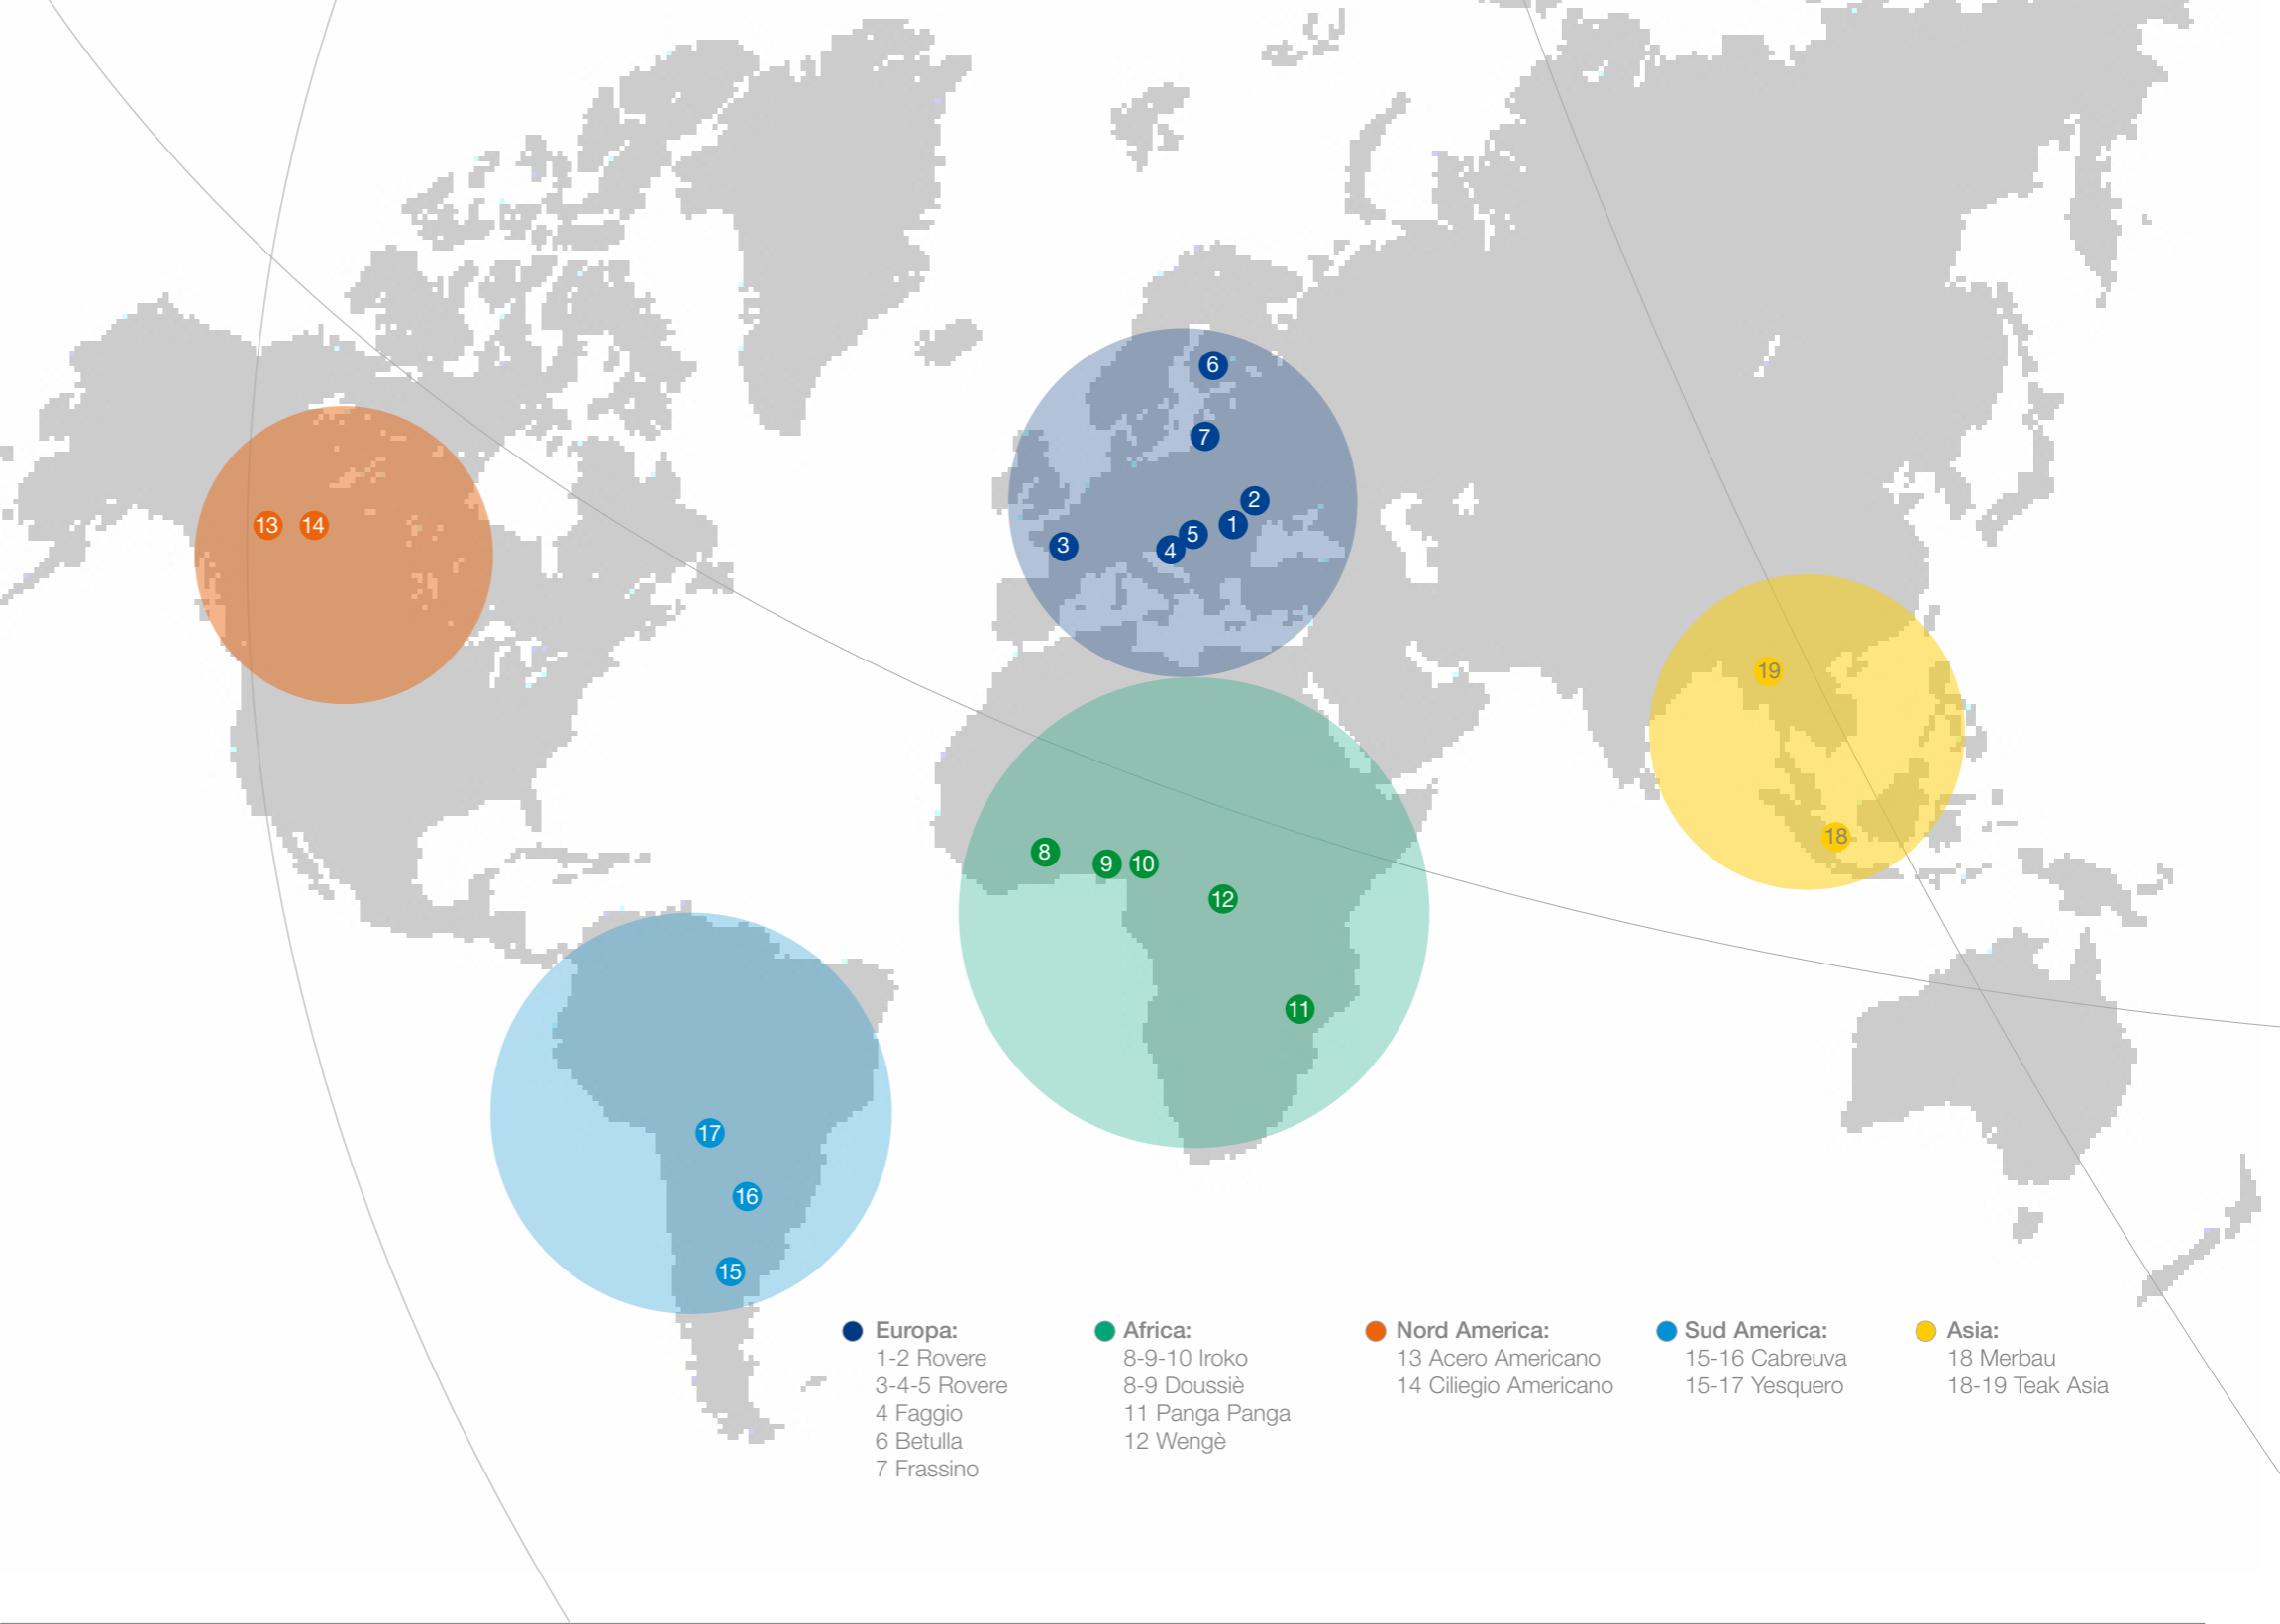 6
7
2
1
5
4
3
13 14
19
18
8
9 10
12
11
17
16
15
Europa:
1-2 Rovere
3-4-5 Rovere
4 Faggio
6 Betulla
7 Frassino
Africa:
8-9-10 Iroko
8-9 Doussiè
11 Panga Panga
12 Wengè
Nord America:
13 Acero Americano
14 Ciliegio Americano
Sud America:
15-16 Cabreuva
15-17 Yesquero
Asia:
18 Merbau
18-19 Teak Asia